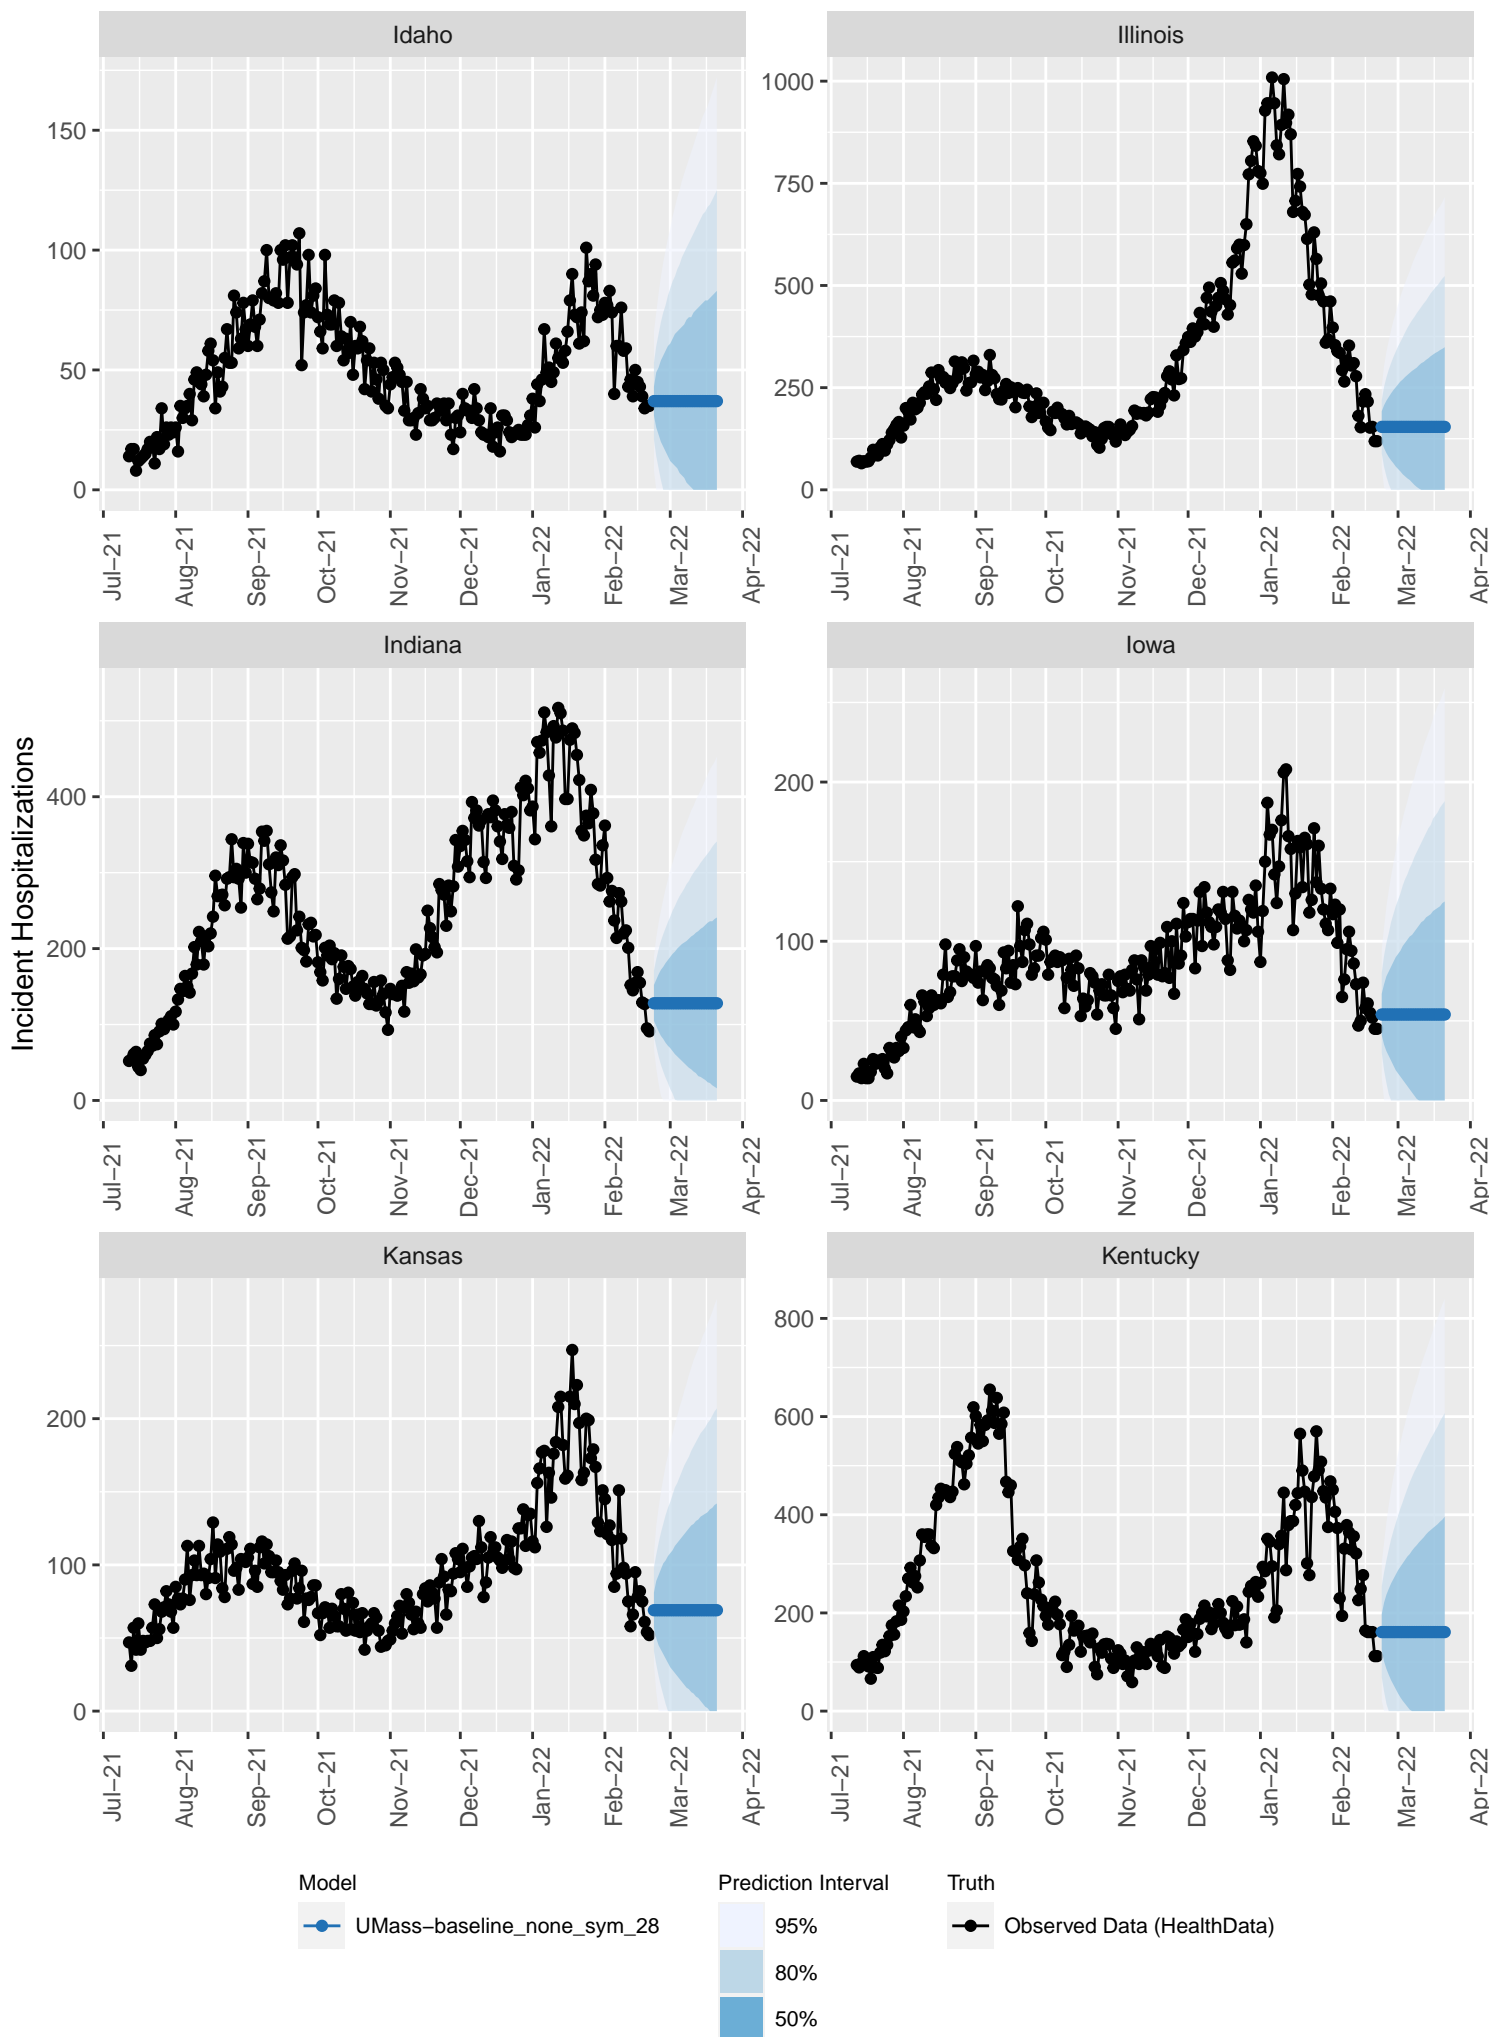 Idaho
Illinois
150
100
50
0
1000
750
500
250
0
Jul−21
Aug−21
Sep−21
Oct−21
Nov−21
Dec−21
Jan−22
Feb−22
Mar−22
Apr−22
Jul−21
Aug−21
Sep−21
Oct−21
Nov−21
Dec−21
Jan−22
Feb−22
Mar−22
Apr−22
Incident Hospitalizations
Indiana
Iowa
400
200
0
200
100
0
Jul−21
Aug−21
Sep−21
Oct−21
Nov−21
Dec−21
Jan−22
Feb−22
Mar−22
Apr−22
Jul−21
Aug−21
Sep−21
Oct−21
Nov−21
Dec−21
Jan−22
Feb−22
Mar−22
Apr−22
Kansas
Kentucky
200
100
0
800
600
400
200
0
Jul−21
Aug−21
Sep−21
Oct−21
Nov−21
Dec−21
Jan−22
Feb−22
Mar−22
Apr−22
Jul−21
Aug−21
Sep−21
Oct−21
Nov−21
Dec−21
Jan−22
Feb−22
Mar−22
Apr−22
Model
UMass−baseline_none_sym_28
Prediction Interval
95%
80%
50%
Truth
Observed Data (HealthData)